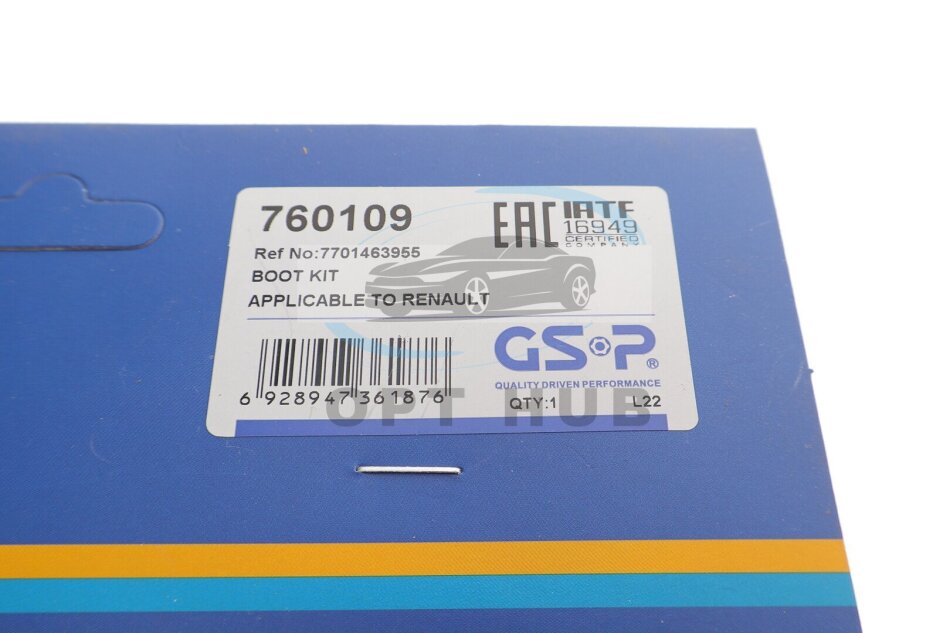 760109
EAC
IATF
16949
CERTIFIED
COMPANY
Ref No:7701463955
BOOT KIT
APPLICABLE TO RENAULT
GSP®
QUALITY DRIVEN PERFORMANCE
6 928947 361876
QTY:1
L22
OPT HUB